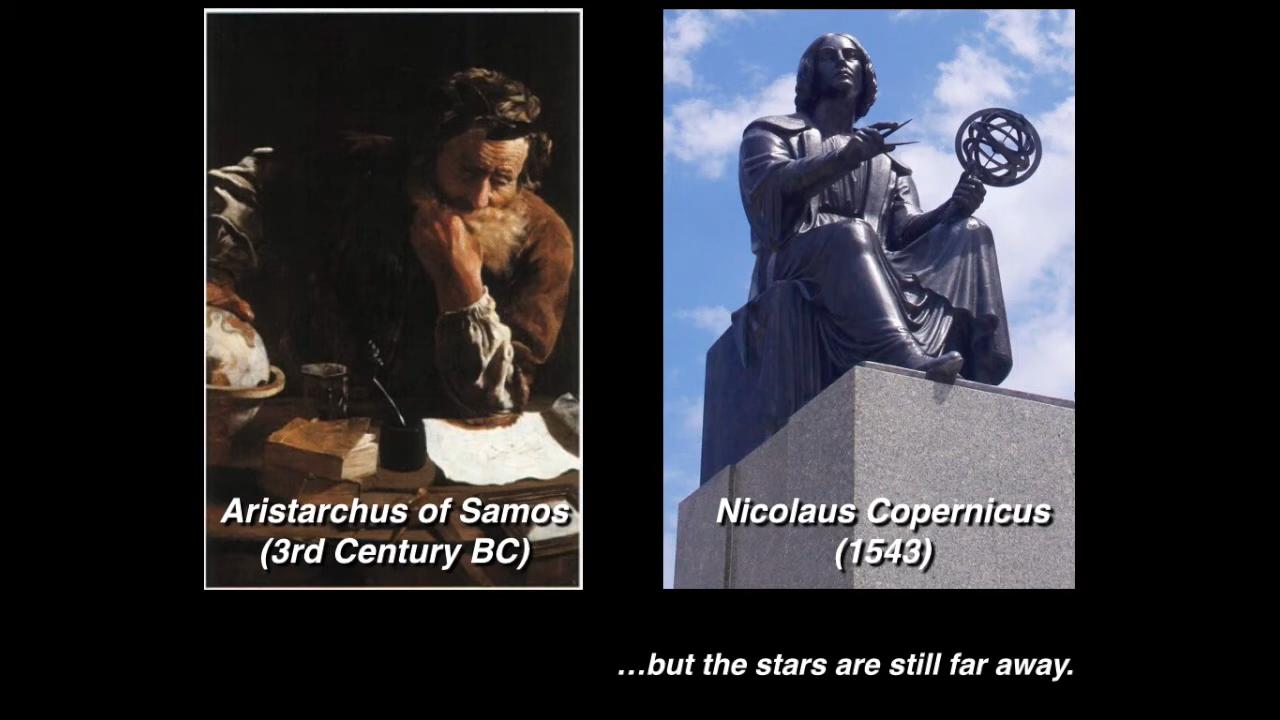 Aristarchus of Samos
(3rd Century BC)
Nicolaus Copernicus
(1543)
…but the stars are still far away.